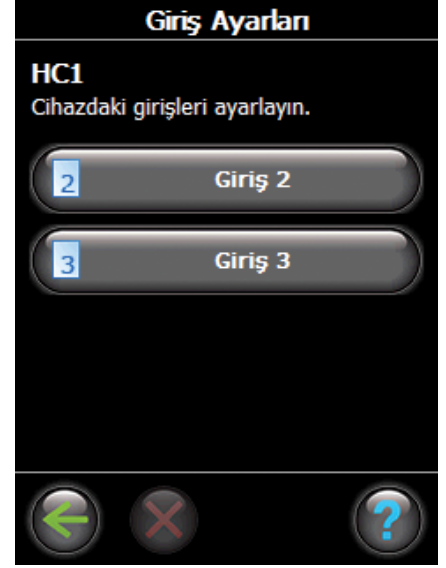 Giriş Ayarları
HC1
Cihazdaki girişleri ayarlayın.
2 Giriş 2
3 Giriş 3
?